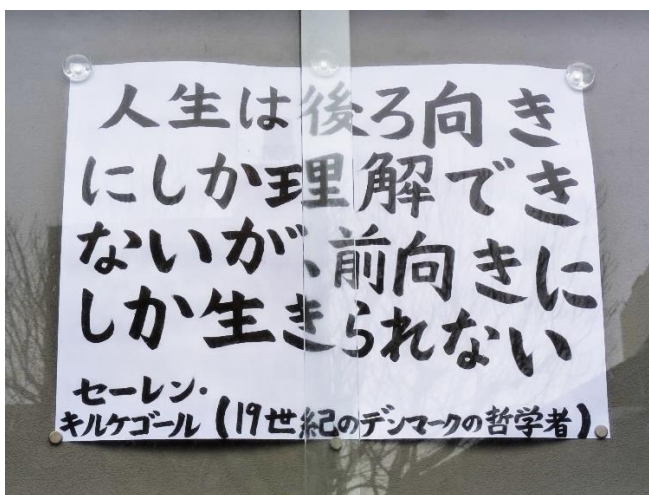 人生は後ろ向き
にしか理解でき
ないが、前向きに
しか生きられない
セーレン・
キルケゴール(19世紀のデンマークの哲学者)